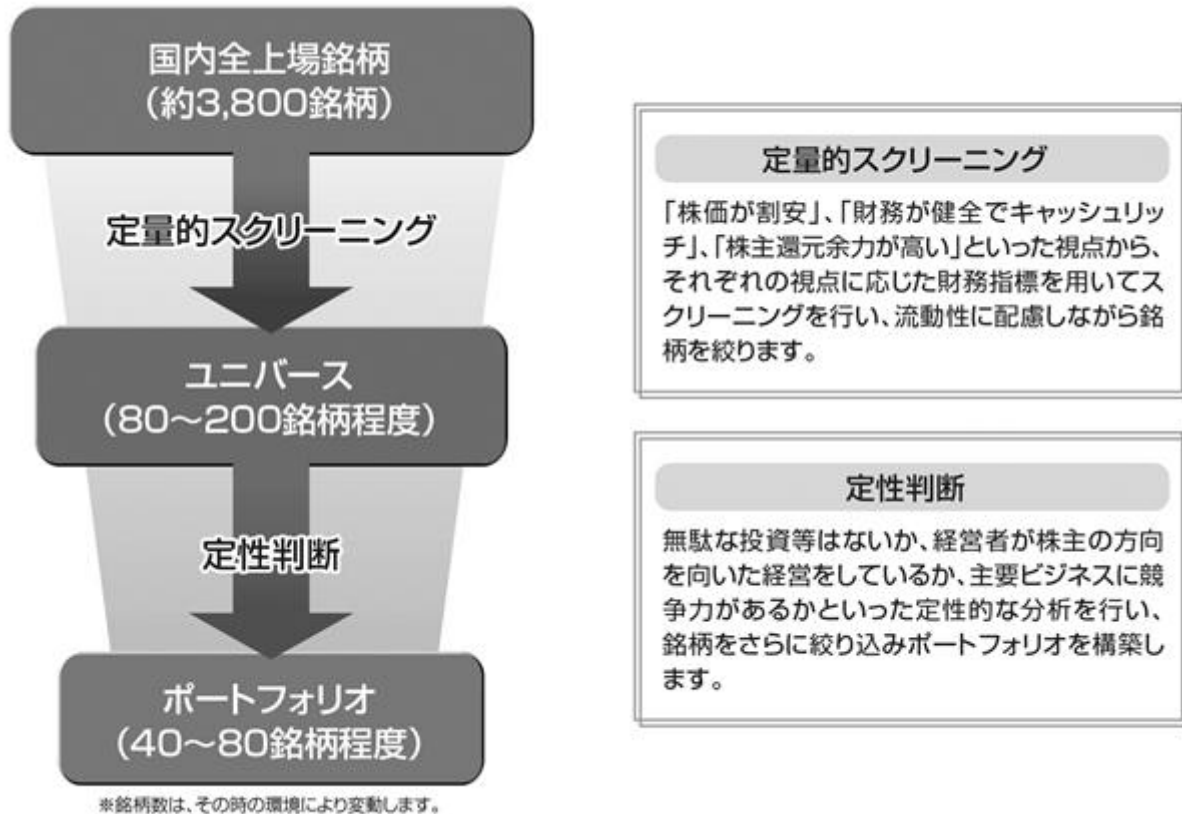 国内全上場銘柄
（約3,800銘柄）
定量的スクリーニング
ユニバース
（80～200銘柄程度）
定性判断
ポートフォリオ
（40～80銘柄程度）
※銘柄数は、その時の環境により変動します。
定量的スクリーニング
「株価が割安」、「財務が健全でキャッシュリッ
チ」、「株主還元余力が高い」といった視点から、
それぞれの視点に応じた財務指標を用いてス
クリーニングを行い、流動性に配慮しながら銘
柄を絞ります。
定性判断
無駄な投資等はないか、経営者が株主の方向
を向いた経営をしているか、主要ビジネスに競
争力があるかといった定性的な分析を行い、
銘柄をさらに絞り込みポートフォリオを構築し
ます。